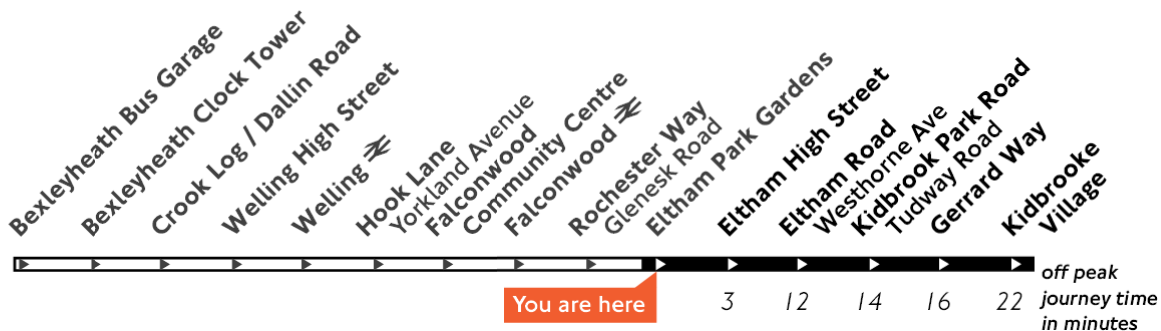 Bexleyheath Bus Garage
Bexleyheath Clock Tower
Crook Log / Dallin Road
Welling High Street
Welling
Hook Lane
Yorkland Avenue
Falconwood
Community Centre
Falconwood
Rochester Way
Glenesk Road
Eltham Park Gardens
Eltham High Street
Eltham Road
Westhorne Ave
Kidbrook Park Road
Tudway Road
Gerrard Way
Kidbrooke
Village
You are here
3 12 14 16 22
off peak
journey time
in minutes